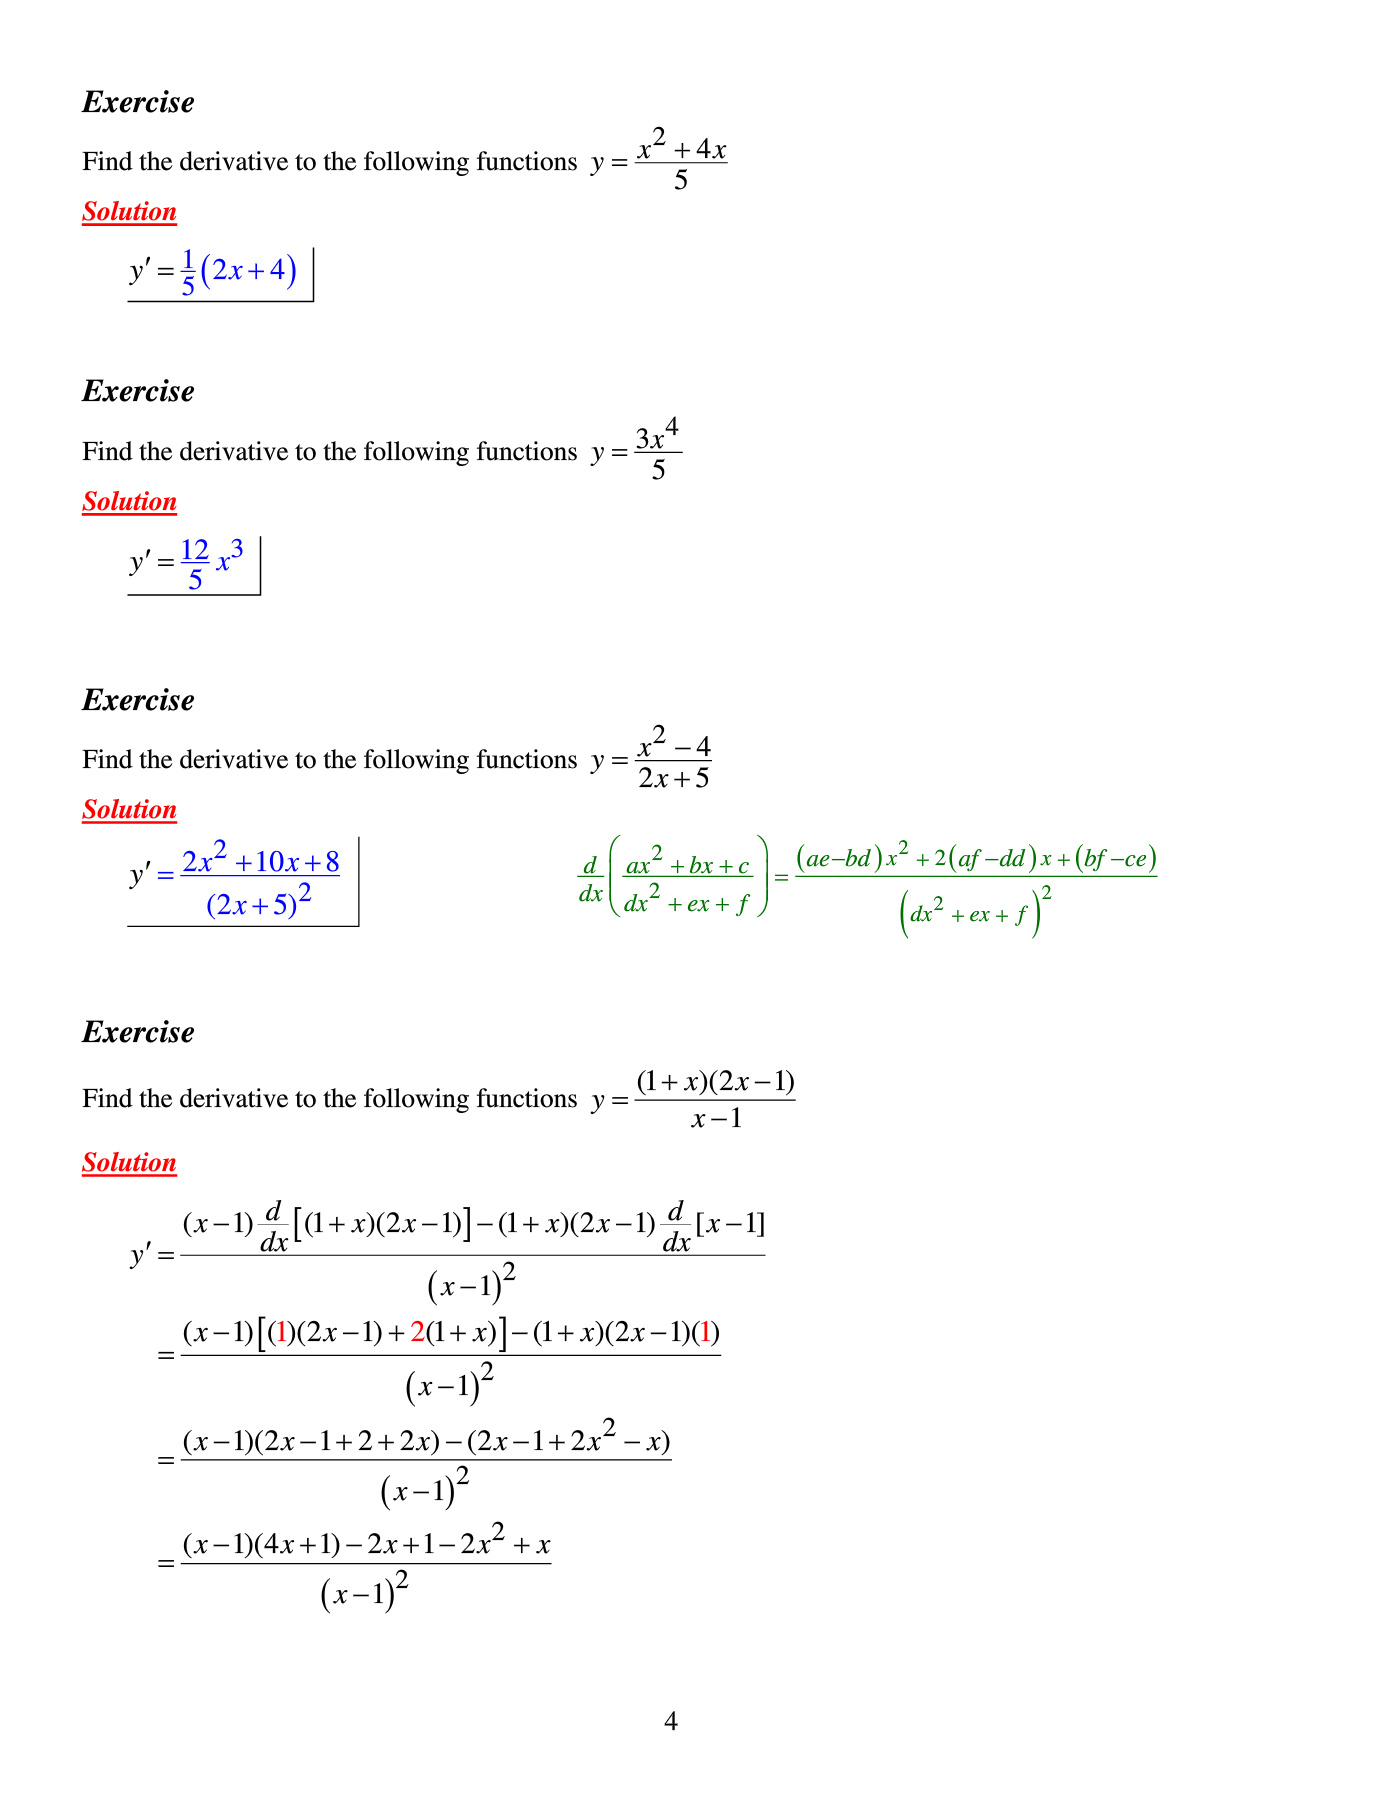 Exercise
Find the derivative to the following functions y = \frac{x^2 + 4x}{5}
Solution
y' = \frac{1}{5}(2x + 4)
Exercise
Find the derivative to the following functions y = \frac{3x^4}{5}
Solution
y' = \frac{12}{5} x^3
Exercise
Find the derivative to the following functions y = \frac{x^2 - 4}{2x + 5}
Solution
y' = \frac{2x^2 + 10x + 8}{(2x + 5)^2} \frac{d}{dx}\left(\frac{ax^2 + bx + c}{dx^2 + ex + f}\right) = \frac{(ae - bd)x^2 + 2(af - dd)x + (bf - ce)}{(dx^2 + ex + f)^2}
Exercise
Find the derivative to the following functions y = \frac{(1 + x)(2x - 1)}{x - 1}
Solution
y' = \frac{(x - 1)\frac{d}{dx}[(1 + x)(2x - 1)] - (1 + x)(2x - 1)\frac{d}{dx}[x - 1]}{(x - 1)^2}
= \frac{(x - 1)[(1)(2x - 1) + 2(1 + x)] - (1 + x)(2x - 1)(1)}{(x - 1)^2}
= \frac{(x - 1)(2x - 1 + 2 + 2x) - (2x - 1 + 2x^2 - x)}{(x - 1)^2}
= \frac{(x - 1)(4x + 1) - 2x + 1 - 2x^2 + x}{(x - 1)^2}
4